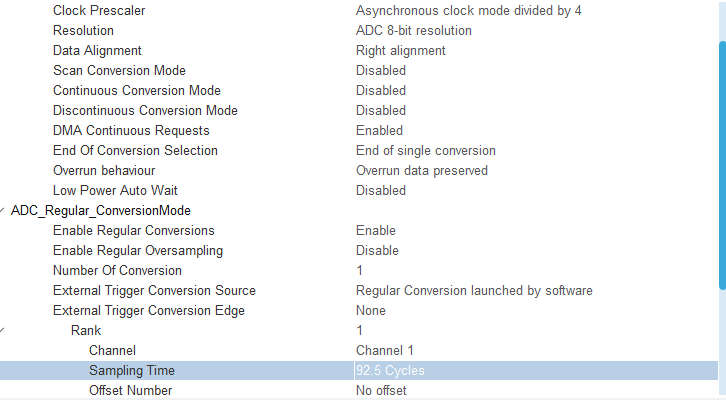 Clock Prescaler Asynchronous clock mode divided by 4
Resolution ADC 8-bit resolution
Data Alignment Right alignment
Scan Conversion Mode Disabled
Continuous Conversion Mode Disabled
Discontinuous Conversion Mode Disabled
DMA Continuous Requests Enabled
End Of Conversion Selection End of single conversion
Overrun behaviour Overrun data preserved
Low Power Auto Wait Disabled
ADC_Regular_ConversionMode
Enable Regular Conversions Enable
Enable Regular Oversampling Disable
Number Of Conversion 1
External Trigger Conversion Source Regular Conversion launched by software
External Trigger Conversion Edge None
Rank 1
Channel Channel 1
Sampling Time 92.5 Cycles
Offset Number No offset